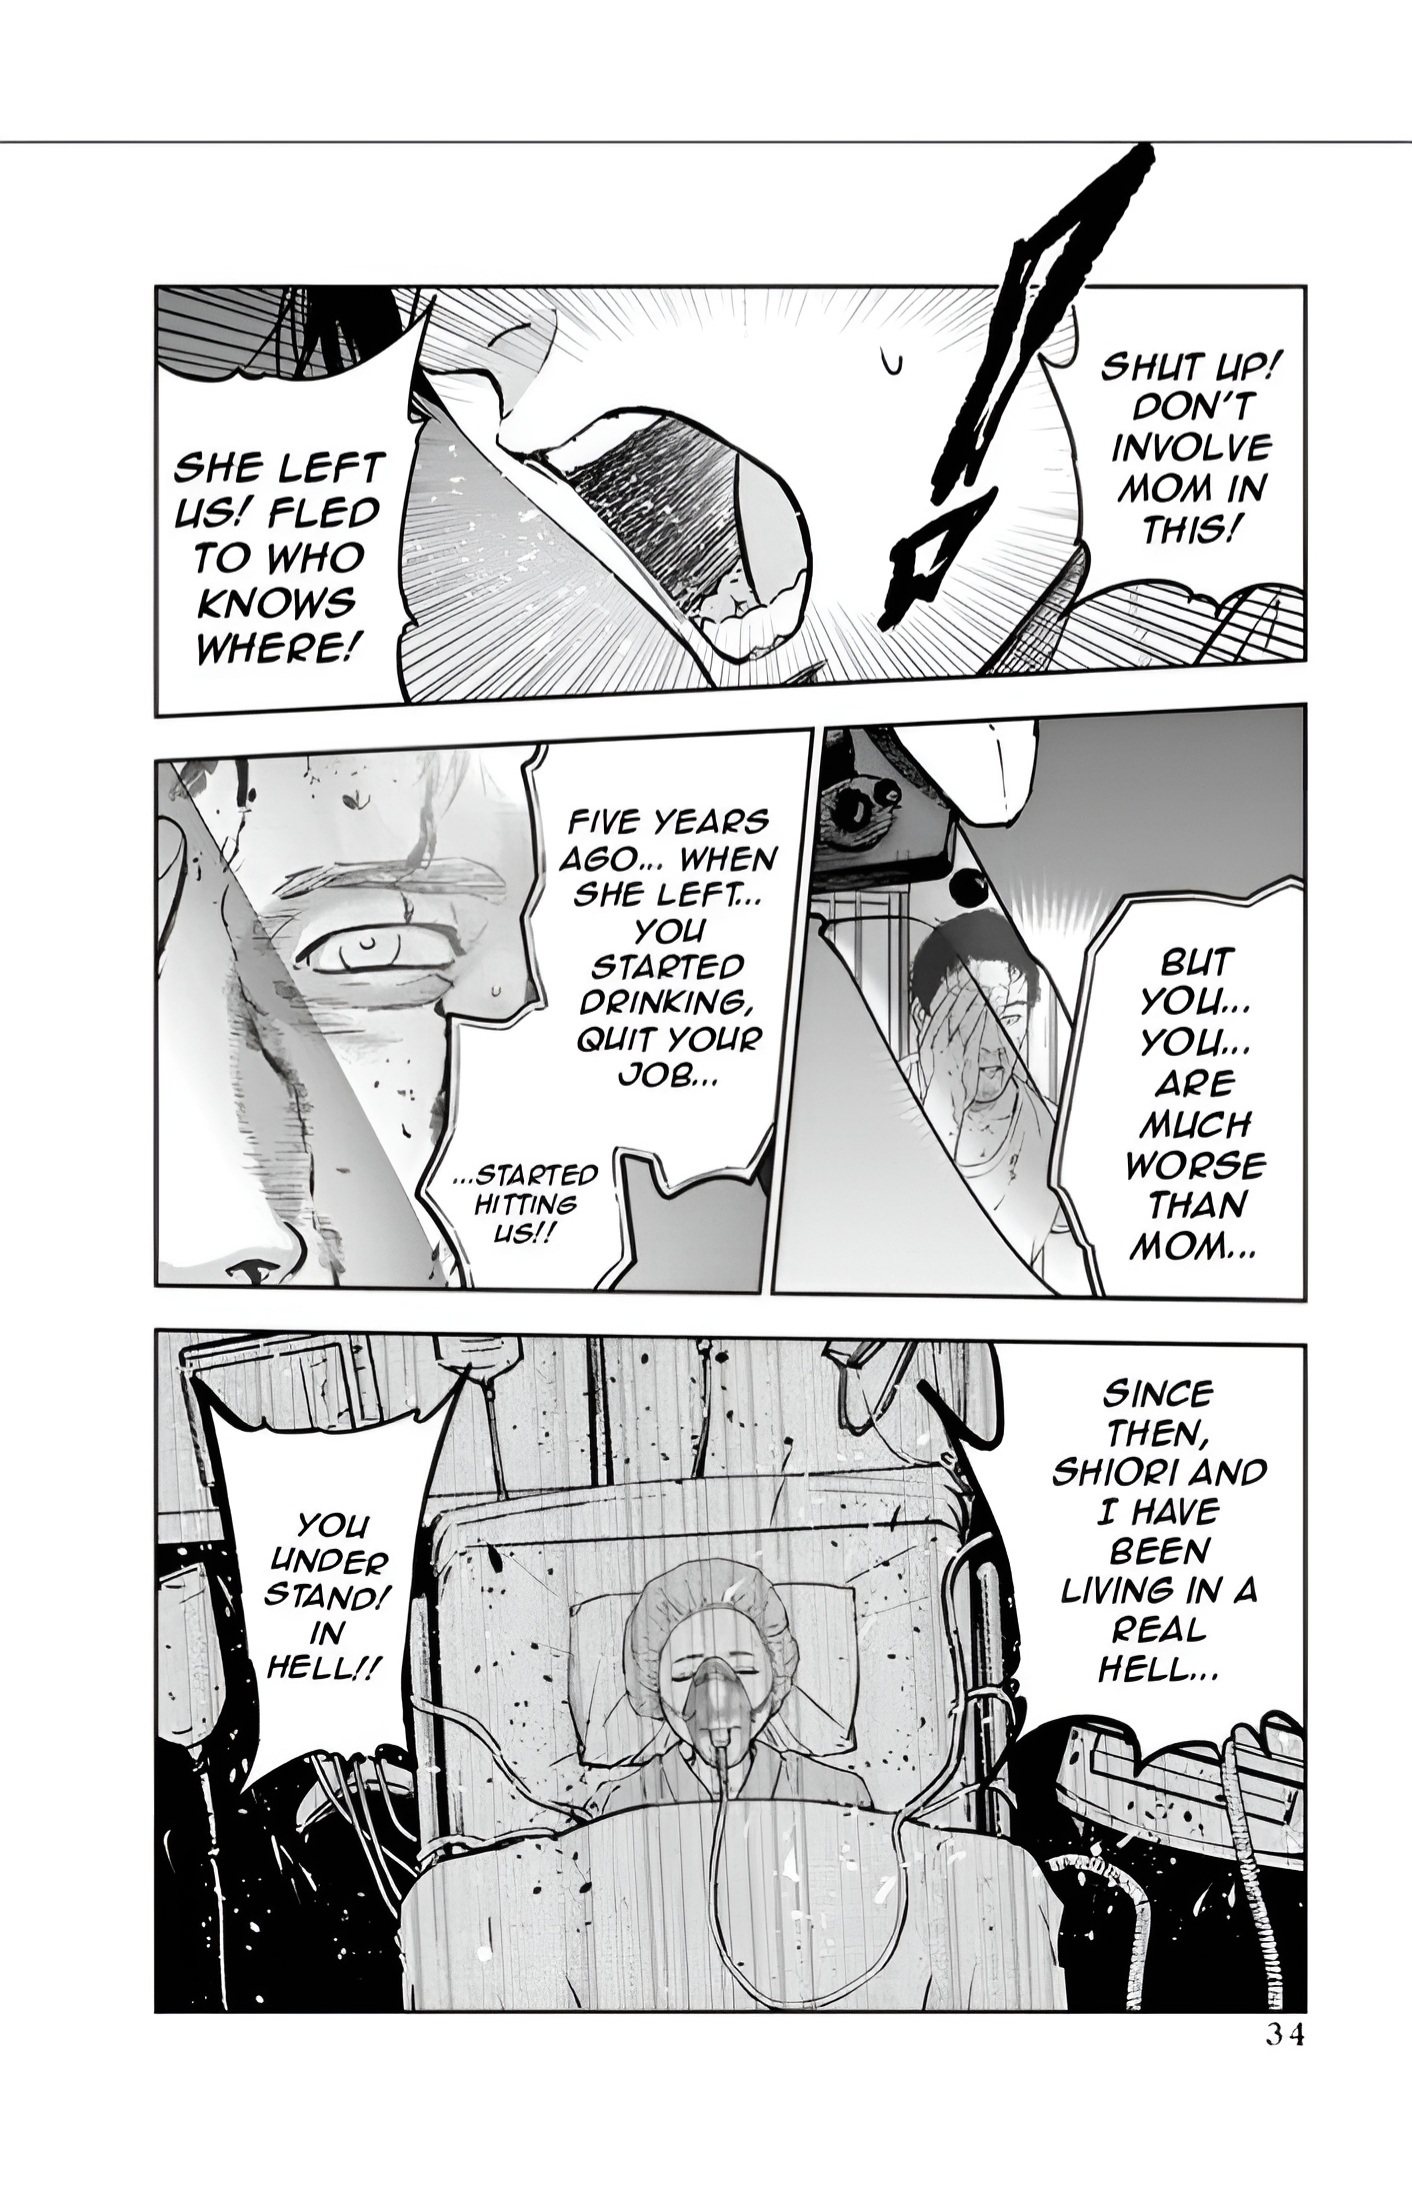 SHUT UP!
DON'T
INVOLVE
MOM IN
THIS!
SHE LEFT
US! FLED
TO WHO
KNOWS
WHERE!
BUT
YOU...
YOU...
ARE
MUCH
WORSE
THAN
MOM...
FIVE YEARS
AGO... WHEN
SHE LEFT...
YOU
STARTED
DRINKING,
QUIT YOUR
JOB...
...STARTED
HITTING
US!!
SINCE
THEN,
SHIORI AND
I HAVE
BEEN
LIVING IN A
REAL
HELL...
YOU
UNDER
STAND!
IN
HELL!!
34